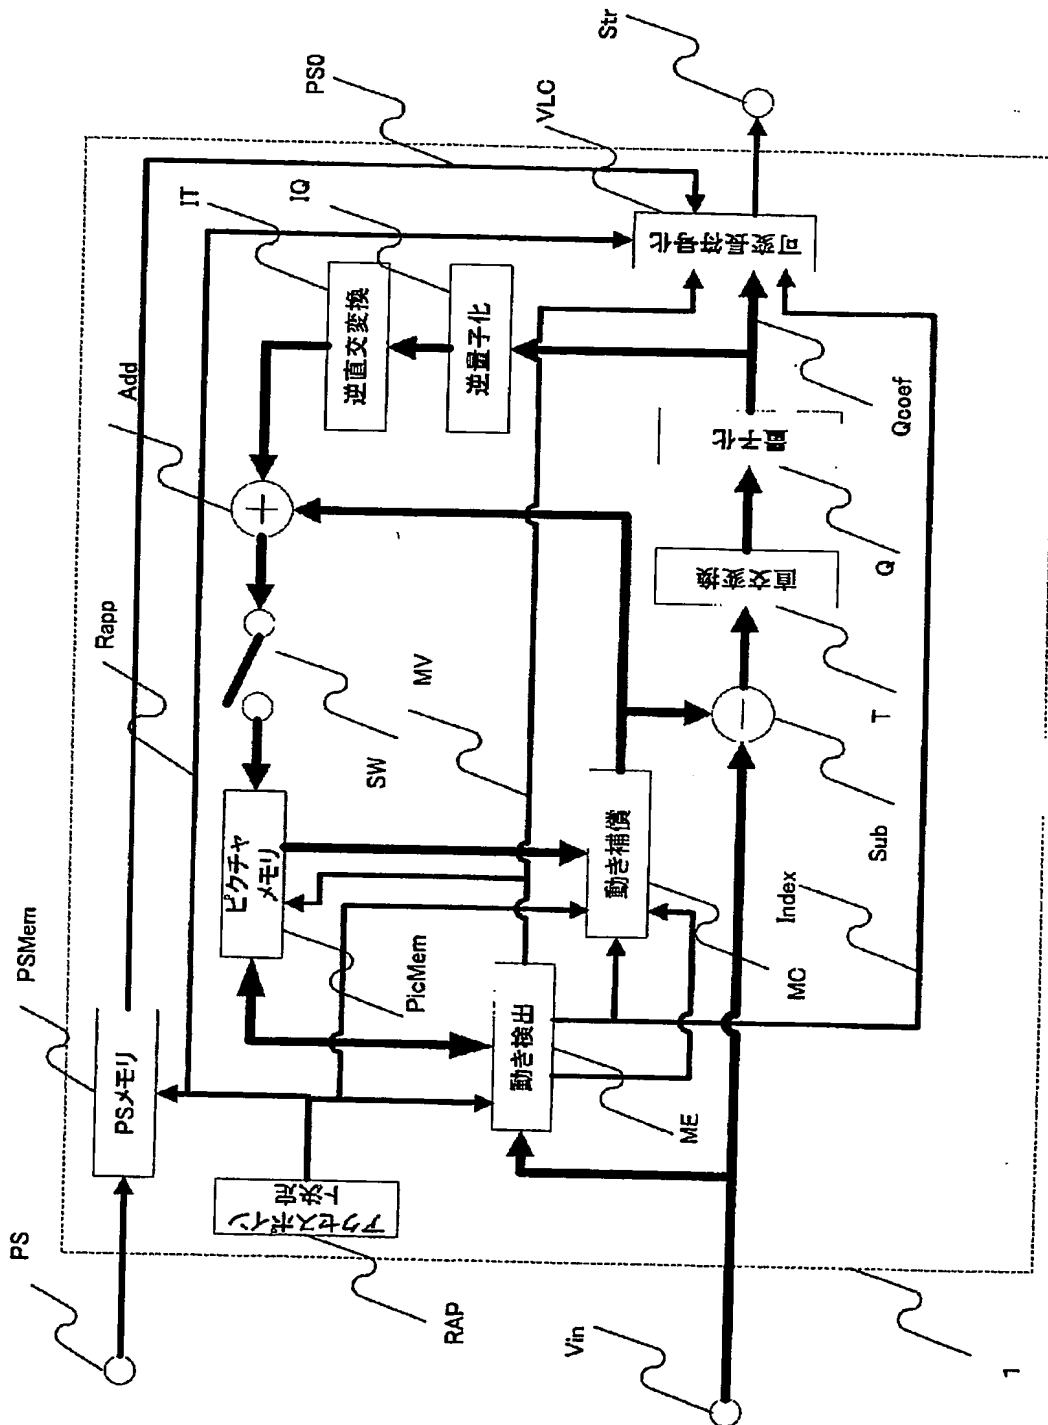 PS
PSMem
PSメモリ
Rapp
Add
IT
IQ
PS0
VLC
Str
アクセスポイン
ピクチャ
メモリ
逆直交変換
SW
RAP
PicMem
MV
逆量子化
動き検出
動き補償
可変長符号化
Vin
ME
MC
直交変換
量子化
Sub
T
Q
Qcoef
Index
1